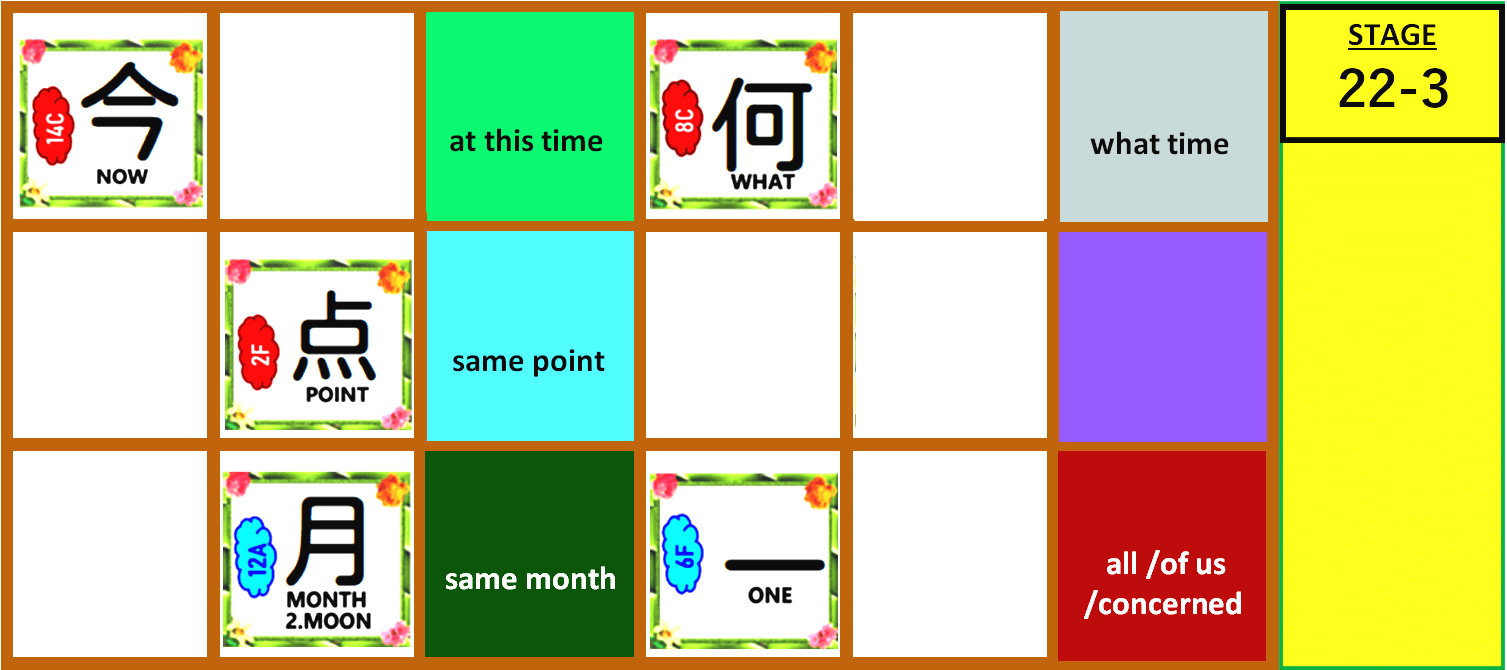 14C
今
NOW
at this time
8C
何
WHAT
what time
STAGE
22-3
2F
点
POINT
same point
12A
月
MONTH
2.MOON
same month
6F
一
ONE
all /of us
/concerned